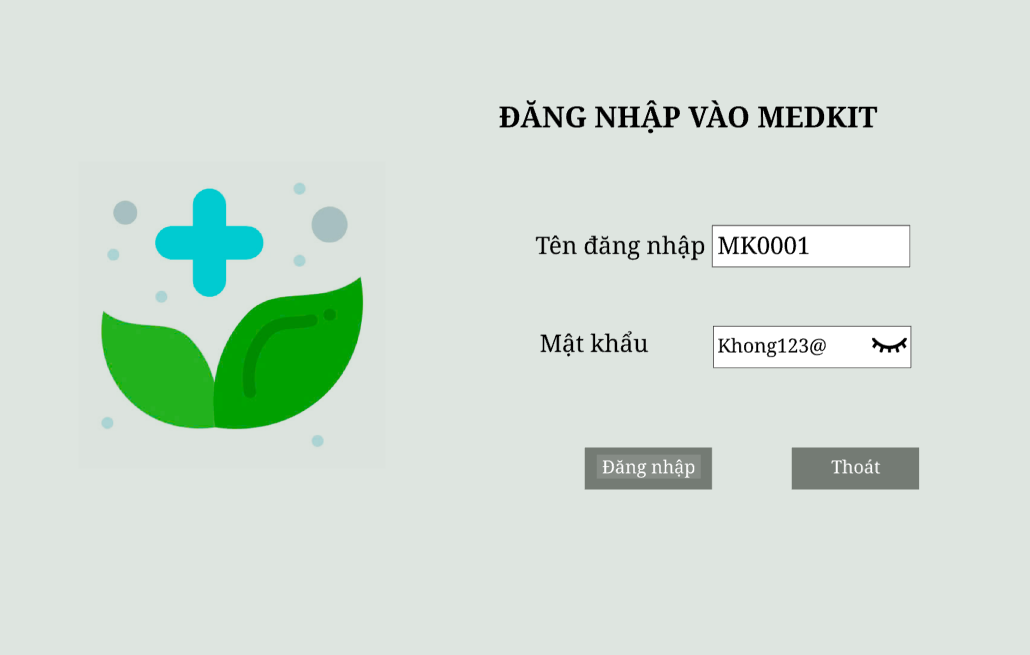 ĐĂNG NHẬP VÀO MEDKIT
Tên đăng nhập MK0001
Mật khẩu Khong123@
Đăng nhập Thoát